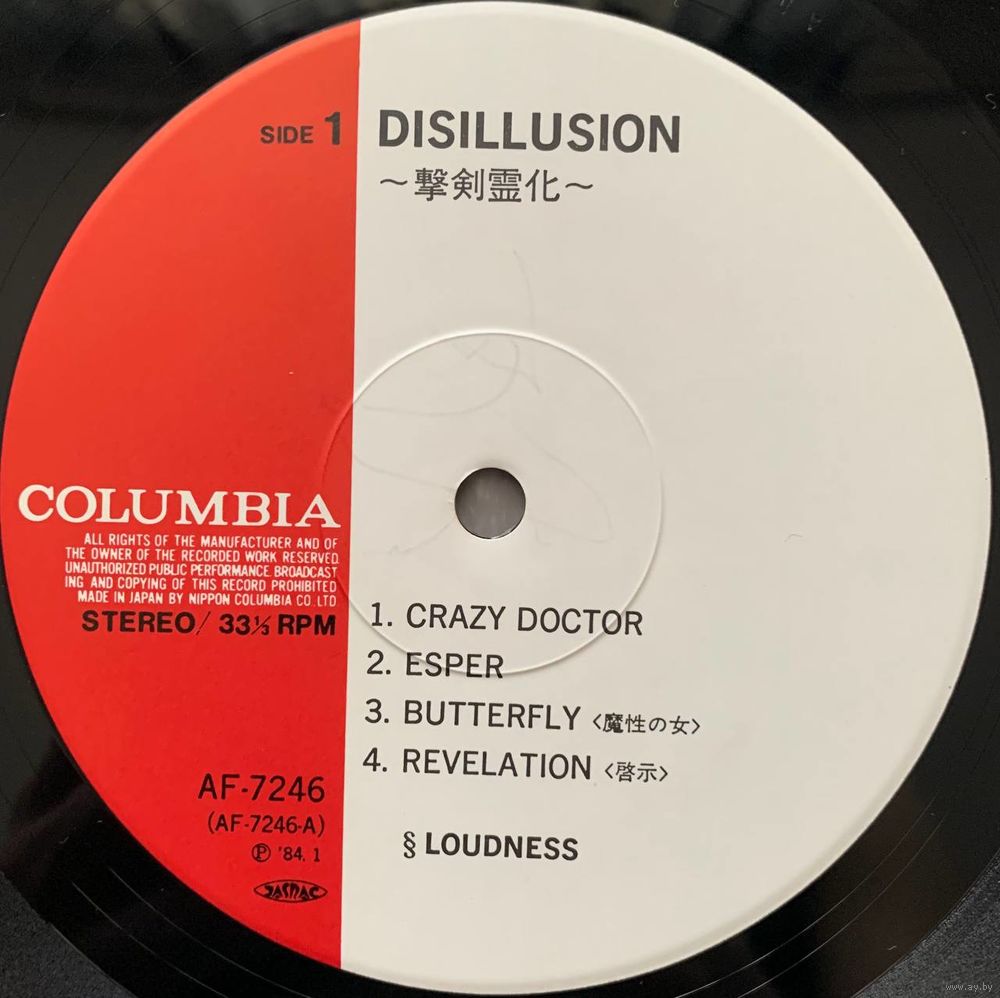 SIDE 1
DISILLUSION
~撃剣霊化~
COLUMBIA
ALL RIGHTS OF THE MANUFACTURER AND OF
THE OWNER OF THE RECORDED WORK RESERVED
UNAUTHORIZED PUBLIC PERFORMANCE. BROADCAST
ING AND COPYING OF THIS RECORD PROHIBITED
MADE IN JAPAN BY NIPPON COLUMBIA CO. LTD
STEREO/ 33⅓ RPM
1. CRAZY DOCTOR
2. ESPER
3. BUTTERFLY <魔性の女>
4. REVELATION <啓示>
AF-7246
(AF-7246-A)
Ⓟ '84. 1
JASRAC
§ LOUDNESS
www.ay.by